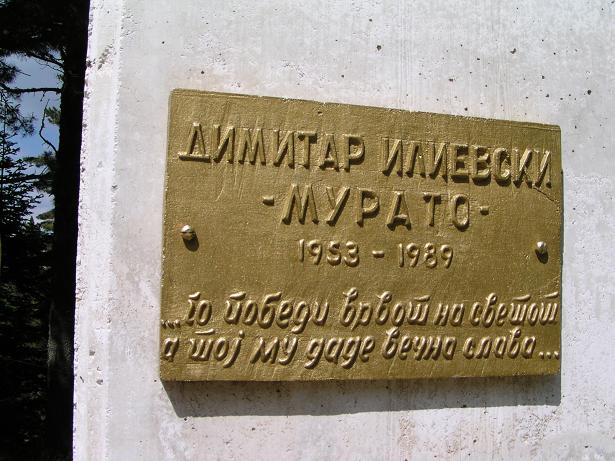 ДИМИТАР ИЛИЕВСКИ
-МУРАТО-
1953 - 1989
...го победи врвот на светот
а тој му даде вечна слава...